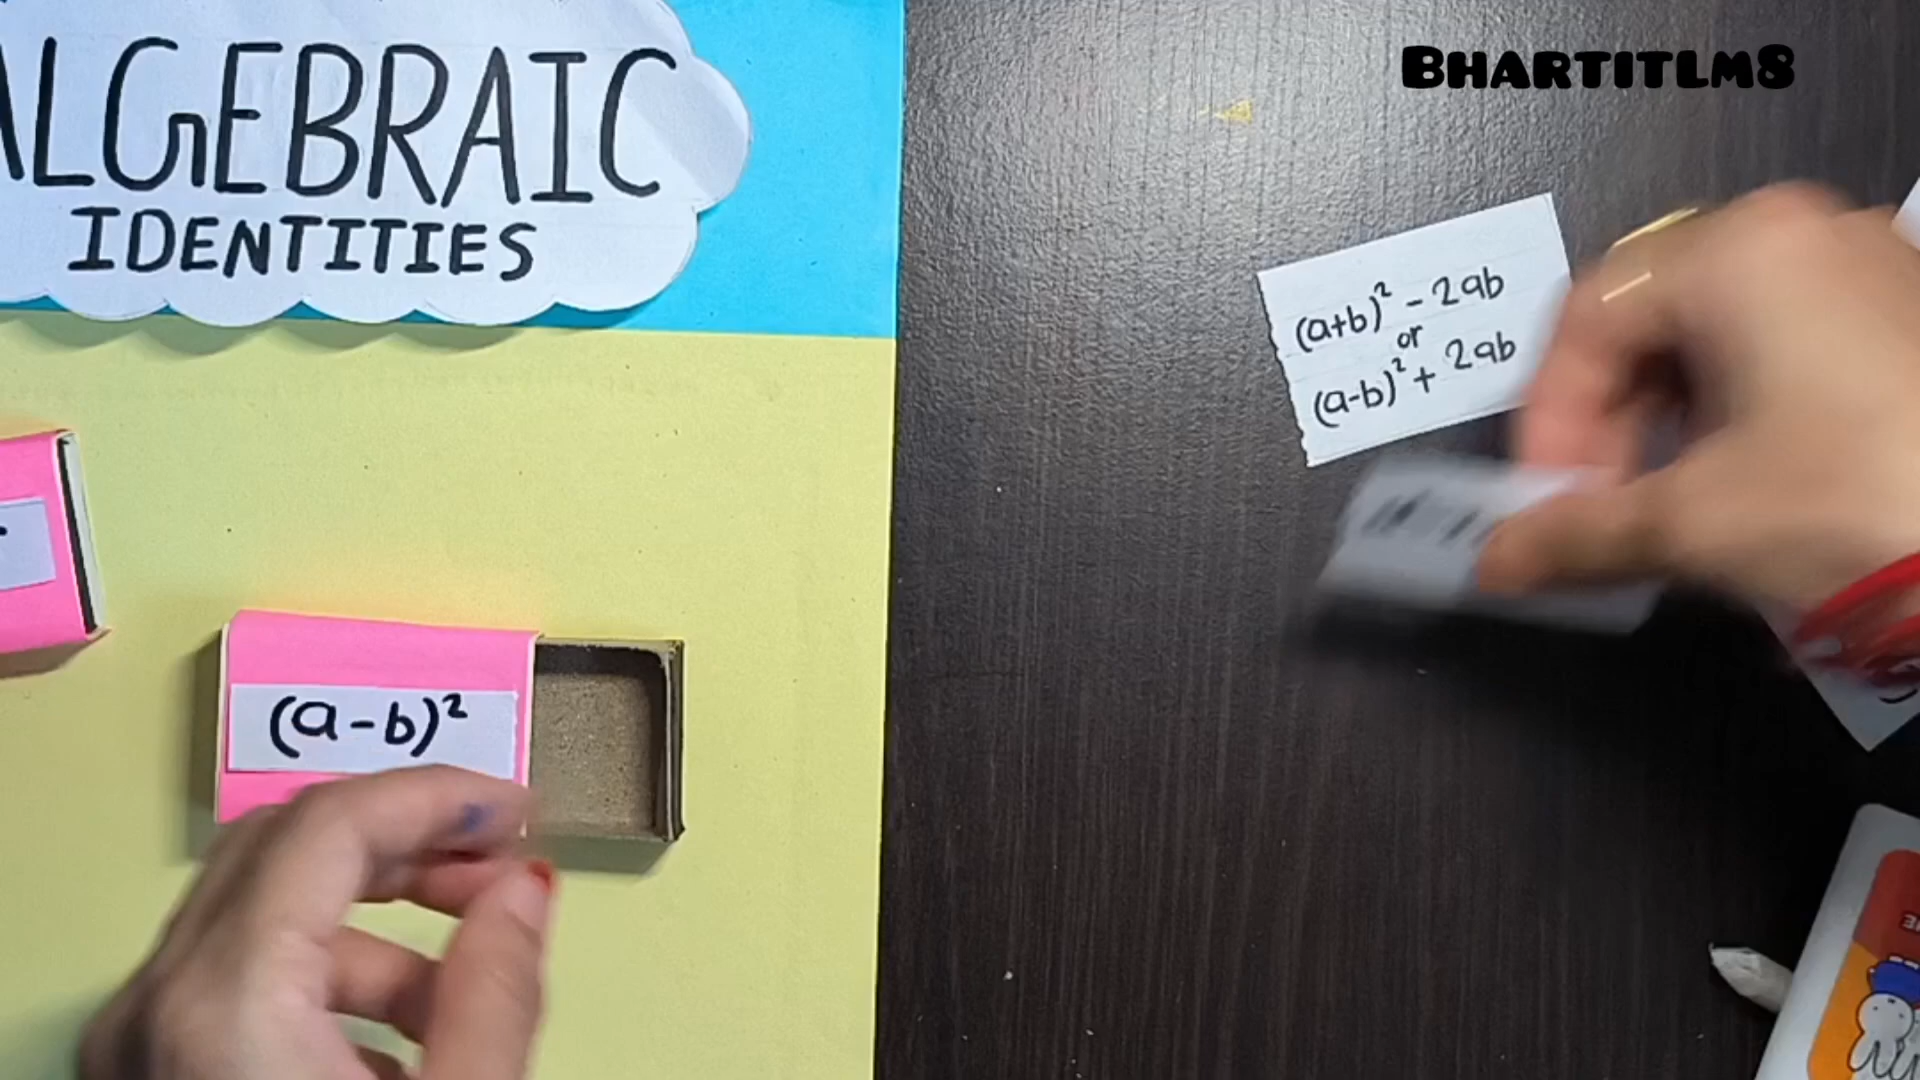 ALGEBRAIC
IDENTITIES
BHARTITLM8
(a+b)² - 2ab
or
(a-b)² + 2ab
(a-b)²